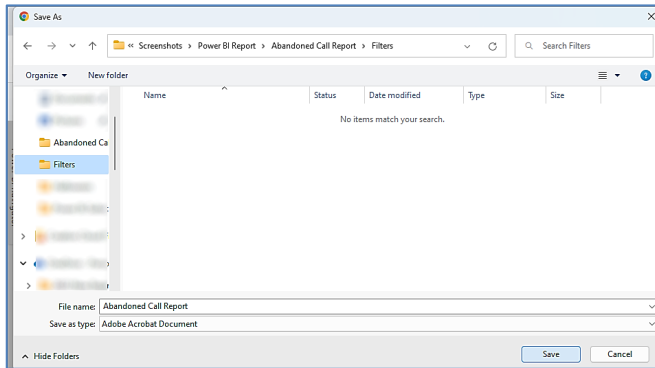 Save As
« Screenshots > Power BI Report > Abandoned Call Report > Filters
Search Filters
Organize New folder
Name Status Date modified Type Size
No items match your search.
Abandoned Ca
Filters
File name: Abandoned Call Report
Save as type: Adobe Acrobat Document
Hide Folders Save Cancel